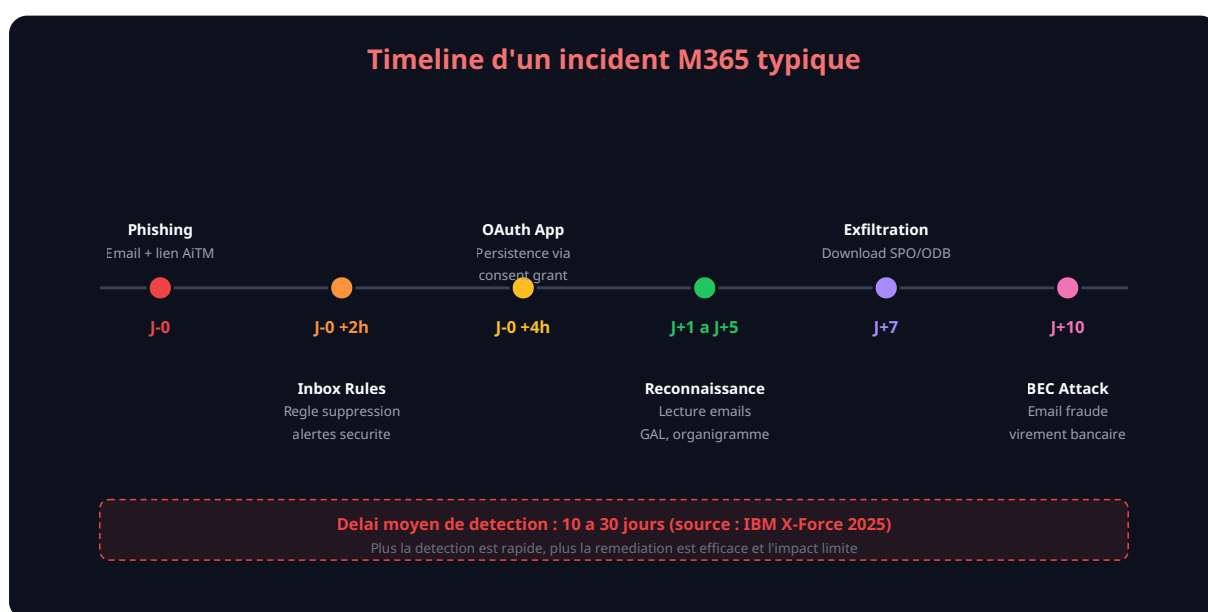 Timeline d'un incident M365 typique
Phishing
Email + lien AiTM
OAuth App
Persistence via
consent grant
Exfiltration
Download SPO/ODB
J-0
J-0 +2h
J-0 +4h
J+1 a J+5
J+7
J+10
Inbox Rules
Regle suppression
alertes securite
Reconnaissance
Lecture emails
GAL, organigramme
BEC Attack
Email fraude
virement bancaire
Delai moyen de detection : 10 a 30 jours (source : IBM X-Force 2025)
Plus la detection est rapide, plus la remediation est efficace et l'impact limite